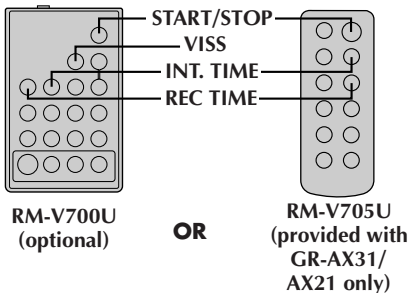 START/STOP
VISS
INT. TIME
REC TIME
RM-V700U
(optional)
OR
RM-V705U
(provided with
GR-AX31/
AX21 only)